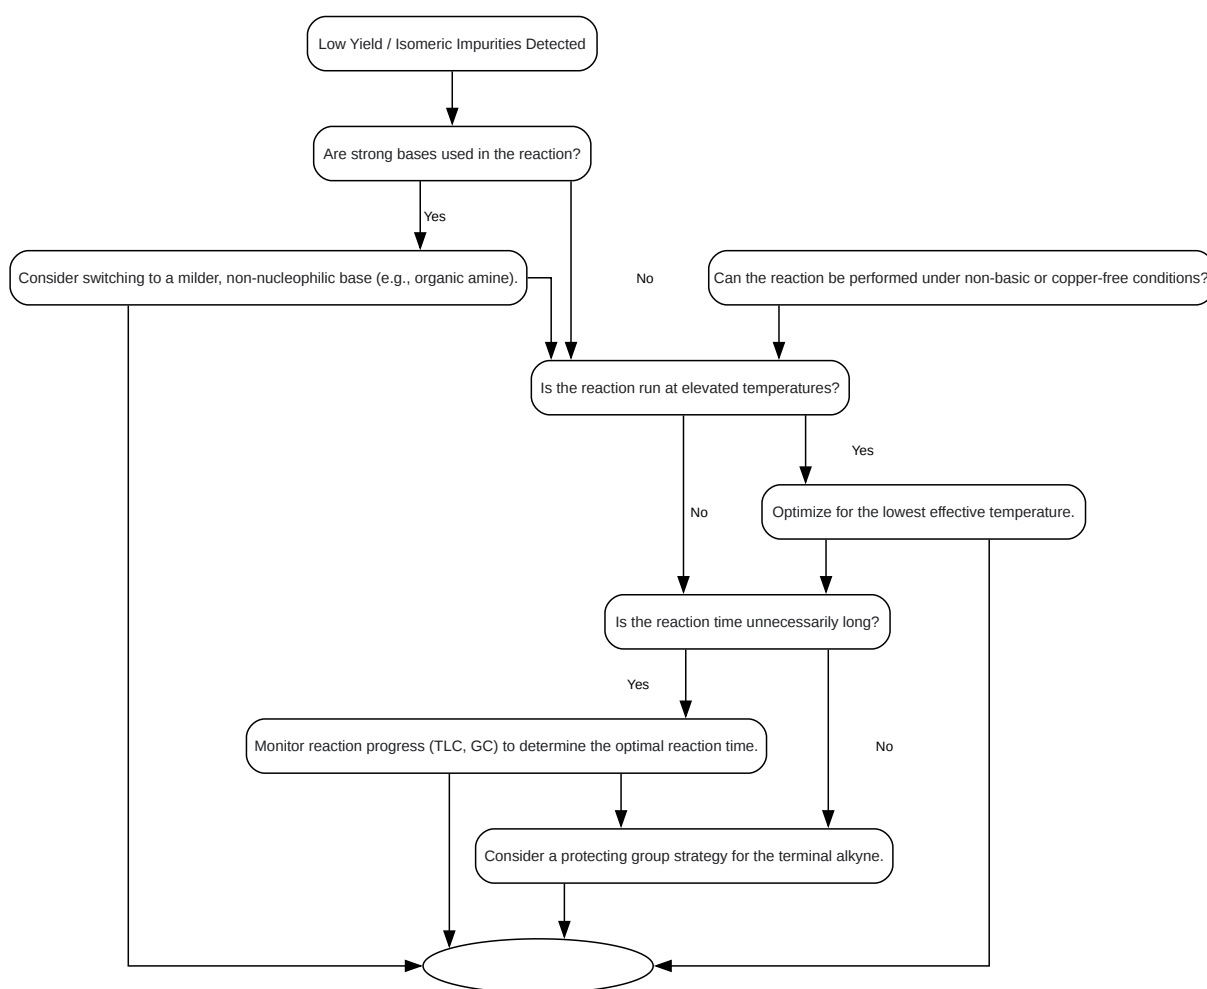 Low Yield / Isomeric Impurities Detected
Are strong bases used in the reaction?
Yes
Consider switching to a milder, non-nucleophilic base (e.g., organic amine).
No
Can the reaction be performed under non-basic or copper-free conditions?
Is the reaction run at elevated temperatures?
Yes
No
Optimize for the lowest effective temperature.
Is the reaction time unnecessarily long?
Yes
Monitor reaction progress (TLC, GC) to determine the optimal reaction time.
No
Consider a protecting group strategy for the terminal alkyne.